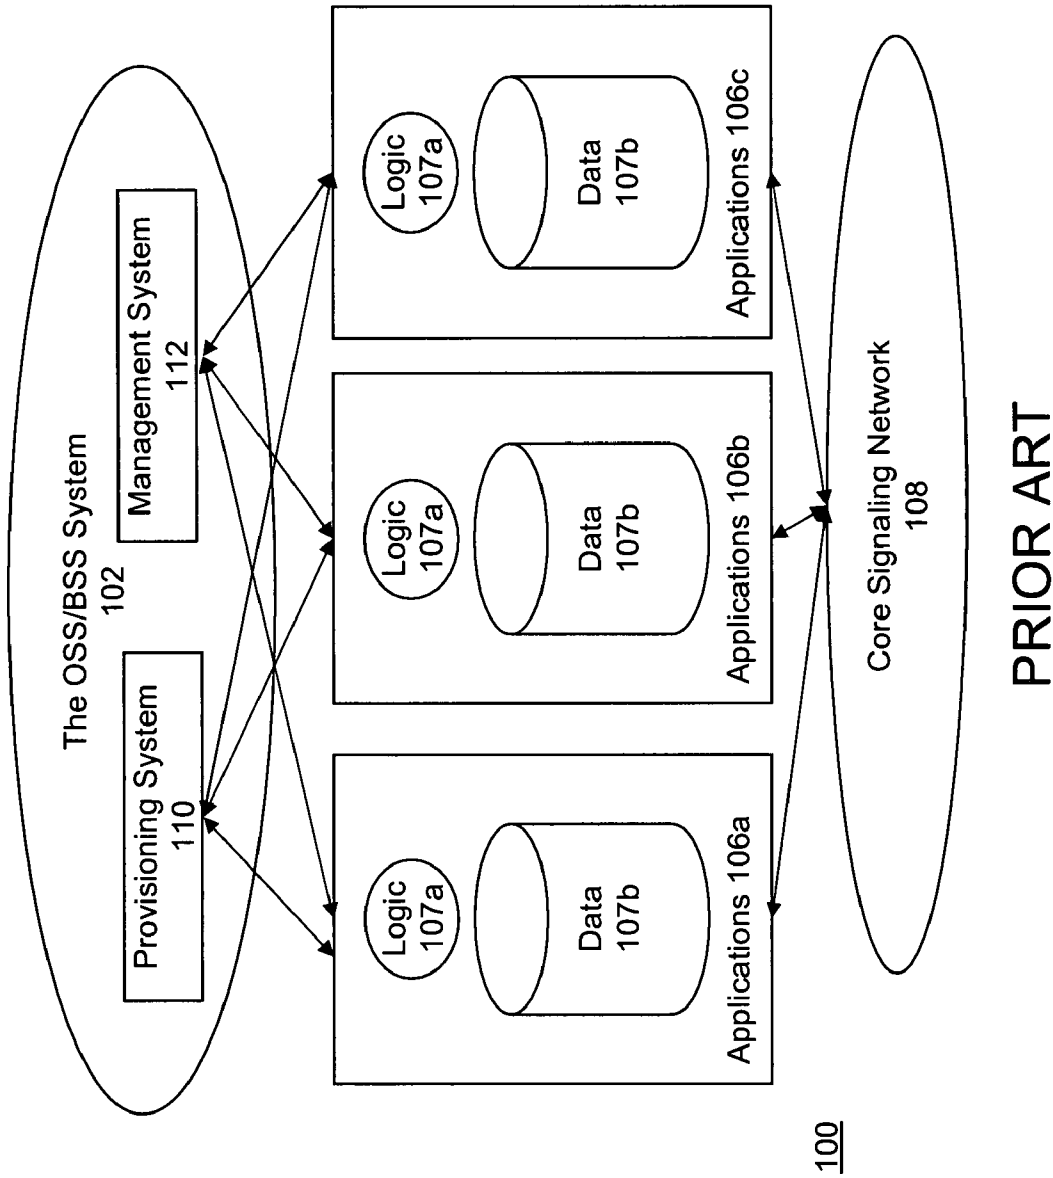 The OSS/BSS System
102
Provisioning System
110
Management System
112
Logic
107a
Data
107b
Applications 106a
Logic
107a
Data
107b
Applications 106b
Logic
107a
Data
107b
Applications 106c
Core Signaling Network
108
100
PRIOR ART